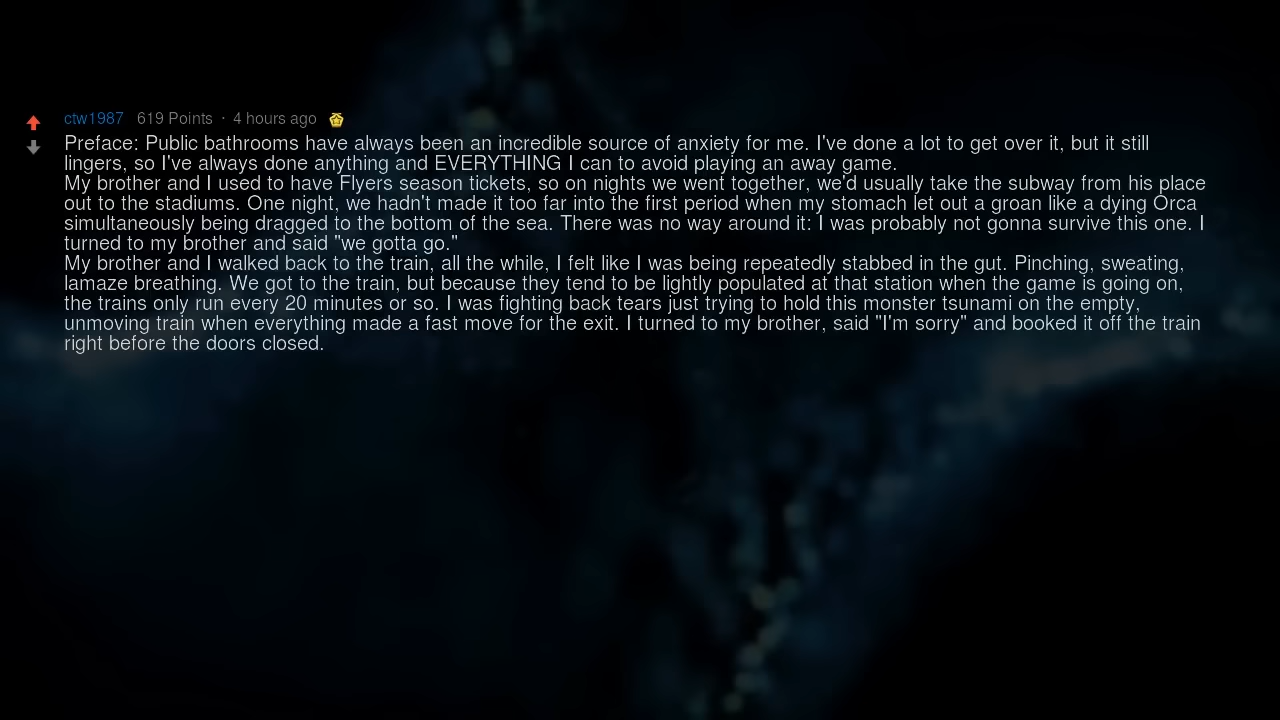 ctw1987 619 Points · 4 hours ago
Preface: Public bathrooms have always been an incredible source of anxiety for me. I've done a lot to get over it, but it still
lingers, so I've always done anything and EVERYTHING I can to avoid playing an away game.
My brother and I used to have Flyers season tickets, so on nights we went together, we'd usually take the subway from his place
out to the stadiums. One night, we hadn't made it too far into the first period when my stomach let out a groan like a dying Orca
simultaneously being dragged to the bottom of the sea. There was no way around it: I was probably not gonna survive this one. I
turned to my brother and said "we gotta go."
My brother and I walked back to the train, all the while, I felt like I was being repeatedly stabbed in the gut. Pinching, sweating,
lamaze breathing. We got to the train, but because they tend to be lightly populated at that station when the game is going on,
the trains only run every 20 minutes or so. I was fighting back tears just trying to hold this monster tsunami on the empty,
unmoving train when everything made a fast move for the exit. I turned to my brother, said "I'm sorry" and booked it off the train
right before the doors closed.